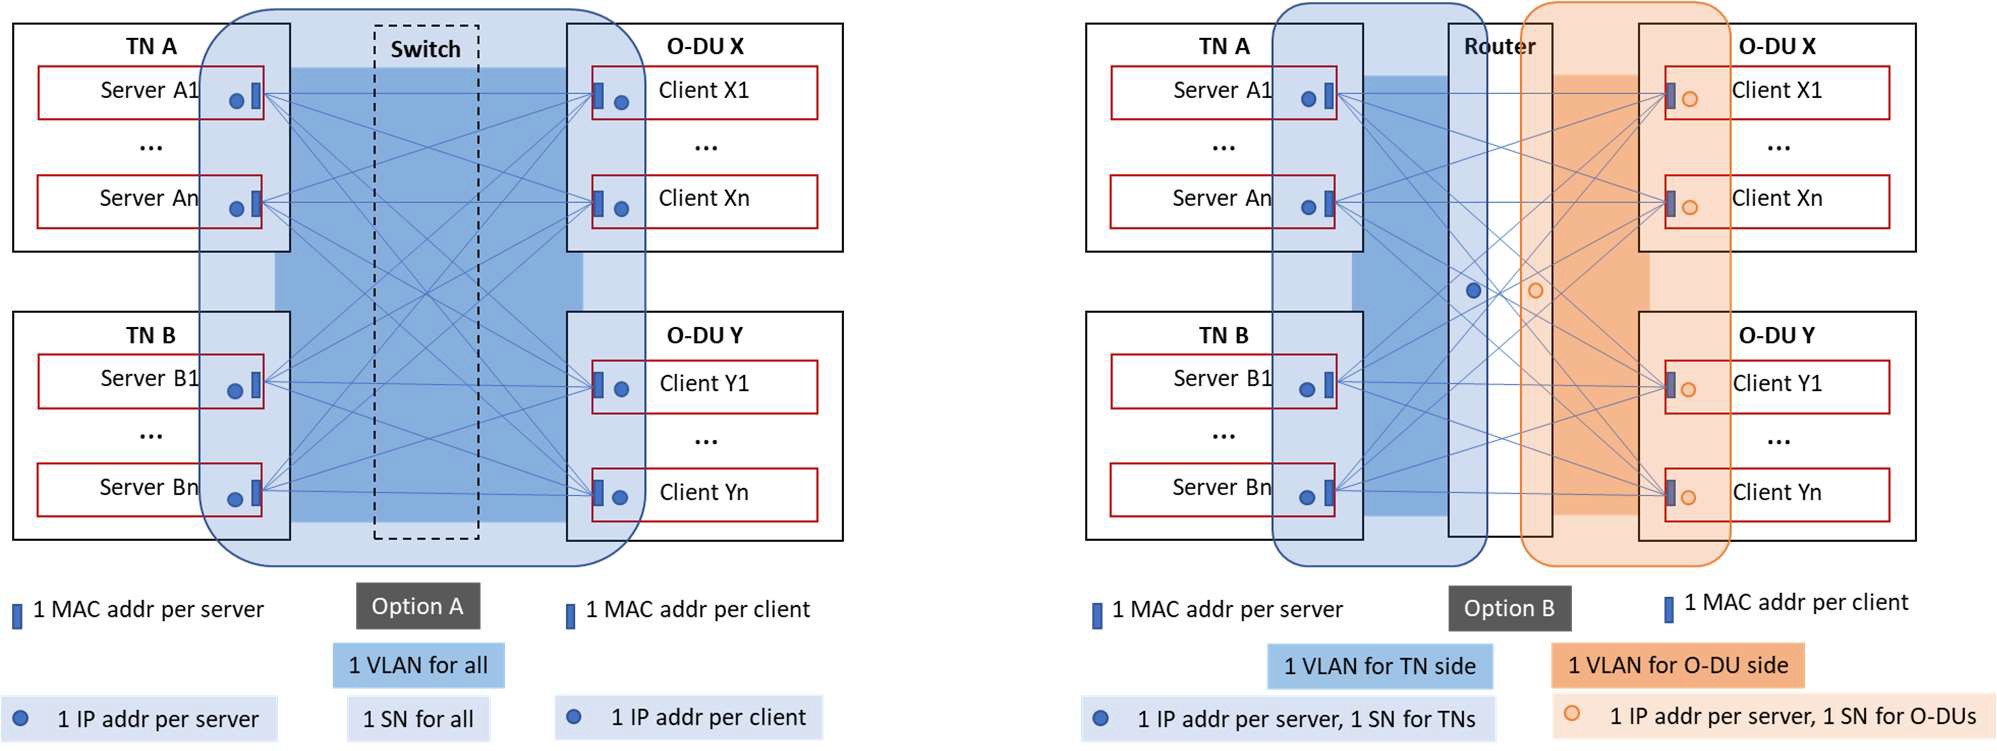 TN A
Server A1
...
Server An
TN B
Server B1
...
Server Bn
Switch
O-DU X
Client X1
...
Client Xn
O-DU Y
Client Y1
...
Client Yn
1 MAC addr per server
Option A
1 MAC addr per client
1 VLAN for all
1 IP addr per server
1 SN for all
1 IP addr per client
TN A
Server A1
...
Server An
TN B
Server B1
...
Server Bn
Router
O-DU X
Client X1
...
Client Xn
O-DU Y
Client Y1
...
Client Yn
1 MAC addr per server
Option B
1 MAC addr per client
1 VLAN for TN side
1 VLAN for O-DU side
1 IP addr per server, 1 SN for TNs
1 IP addr per server, 1 SN for O-DUs